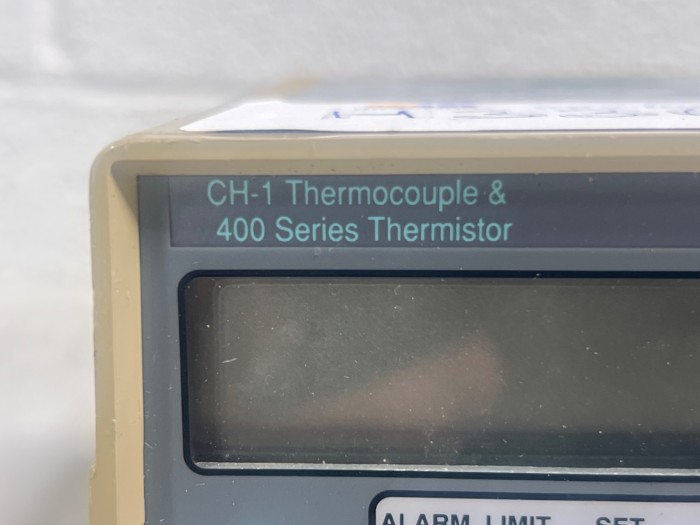 CH-1 Thermocouple &
400 Series Thermistor
ALARM LIMIT SET